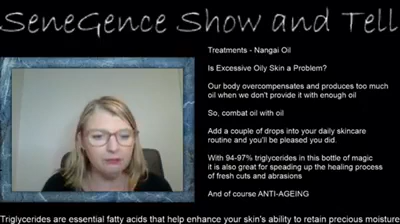 SeneGence Show and Tell
Treatments - Nangai Oil
Is Excessive Oily Skin a Problem?
Our body overcompensates and produces too much
oil when we don't provide it with enough oil
So, combat oil with oil
Add a couple of drops into your daily skincare
routine and you'll be pleased you did.
With 94-97% triglycerides in this bottle of magic
it is also great for speading up the healing process
of fresh cuts and abrasions
And of course ANTI-AGEING
Triglycerides are essential fatty acids that help enhance your skin's ability to retain precious moisture